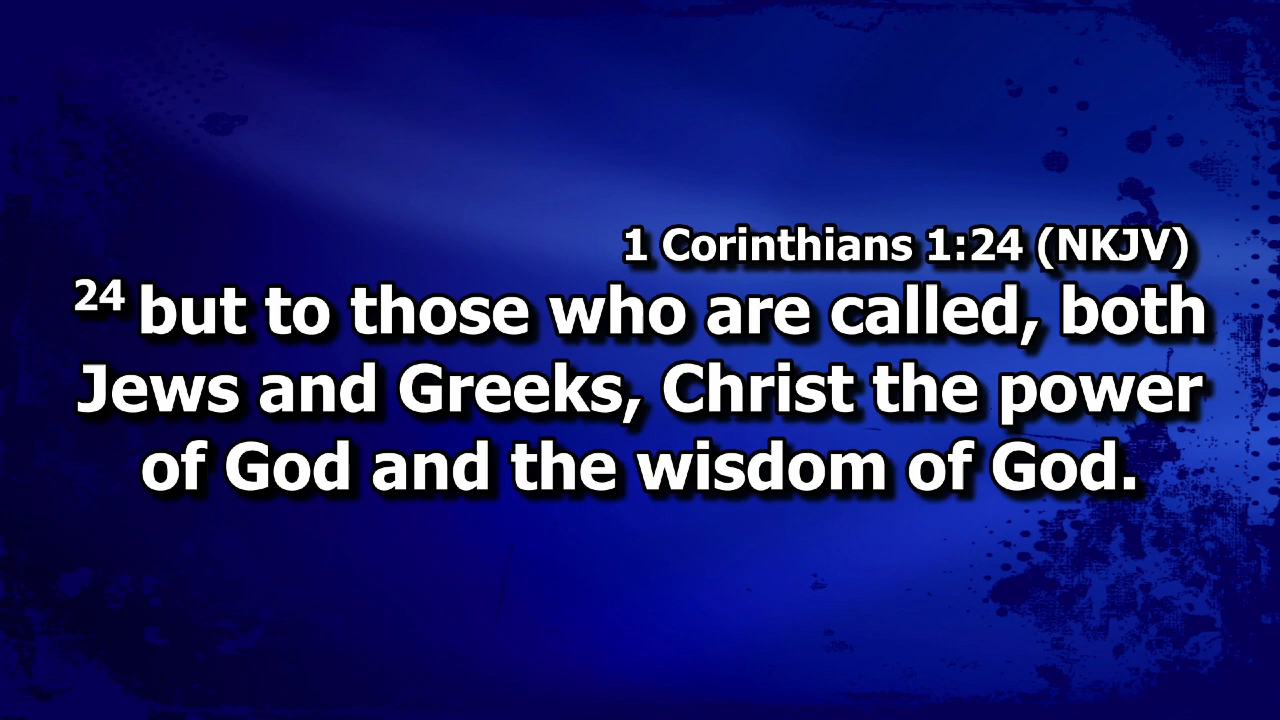 1 Corinthians 1:24 (NKJV)
24 but to those who are called, both
Jews and Greeks, Christ the power
of God and the wisdom of God.